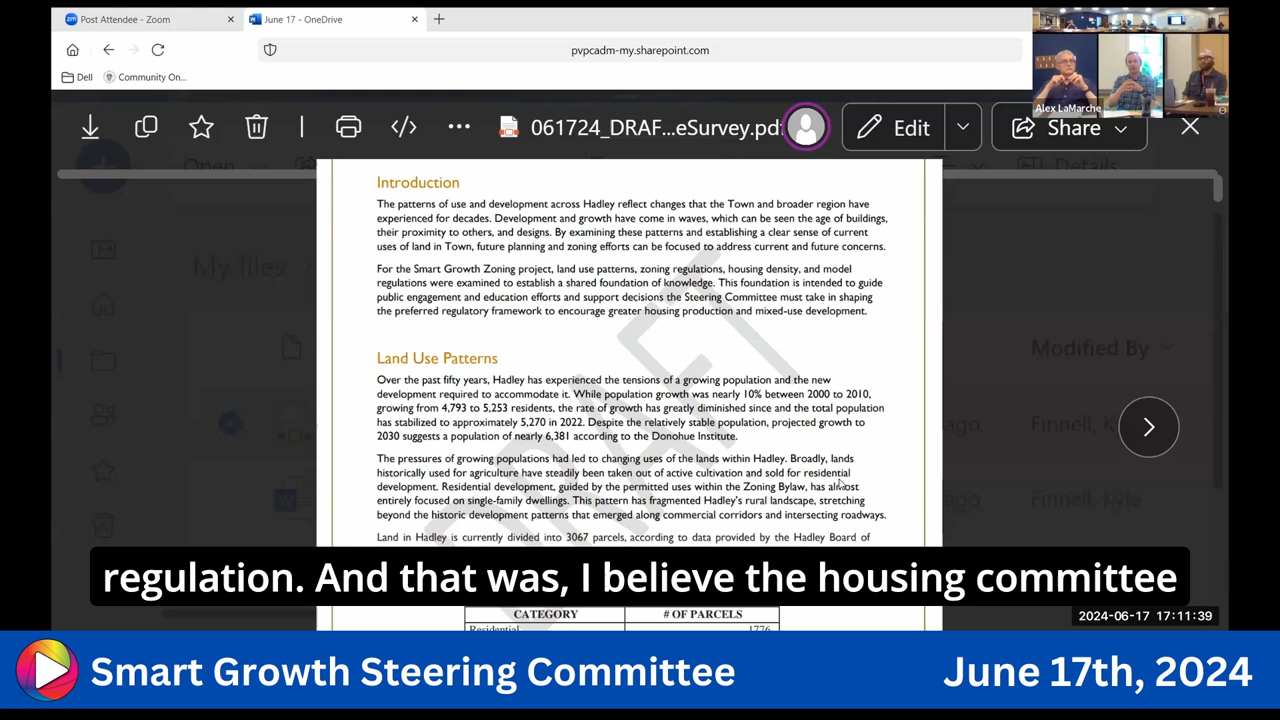 Post Attendee - Zoom
June 17 - OneDrive
pvpcadm-my.sharepoint.com
Dell
Community On...
Alex LaMarche
061724_DRAF...eSurvey.pdf
Edit
Share
Open
Details
My files
Modified By
Finnell,
ago.
ago
Finnell, Kyle
Introduction
The patterns of use and development across Hadley reflect changes that the Town and broader region have
experienced for decades. Development and growth have come in waves, which can be seen the age of buildings,
their proximity to others, and designs. By examining these patterns and establishing a clear sense of current
uses of land in Town, future planning and zoning efforts can be focused to address current and future concerns.
For the Smart Growth Zoning project, land use patterns, zoning regulations, housing density, and model
regulations were examined to establish a shared foundation of knowledge. This foundation is intended to guide
public engagement and education efforts and support decisions the Steering Committee must take in shaping
the preferred regulatory framework to encourage greater housing production and mixed-use development.
Land Use Patterns
Over the past fifty years, Hadley has experienced the tensions of a growing population and the new
development required to accommodate it. While population growth was nearly 10% between 2000 to 2010,
growing from 4,793 to 5,253 residents, the rate of growth has greatly diminished since and the total population
has stabilized to approximately 5,270 in 2022. Despite the relatively stable population, projected growth to
2030 suggests a population of nearly 6,381 according to the Donohue Institute.
The pressures of growing populations had led to changing uses of the lands within Hadley. Broadly, lands
historically used for agriculture have steadily been taken out of active cultivation and sold for residential
development. Residential development, guided by the permitted uses within the Zoning Bylaw, has almost
entirely focused on single-family dwellings. This pattern has fragmented Hadley's rural landscape, stretching
beyond the historic development patterns that emerged along commercial corridors and intersecting roadways.
Land in Hadley is currently divided into 3067 parcels, according to data provided by the Hadley Board of
DRAFT
regulation. And that was, I believe the housing committee
CATEGORY # OF PARCELS
Residential 1776
2024-06-17 17:11:39
Smart Growth Steering Committee
June 17th, 2024